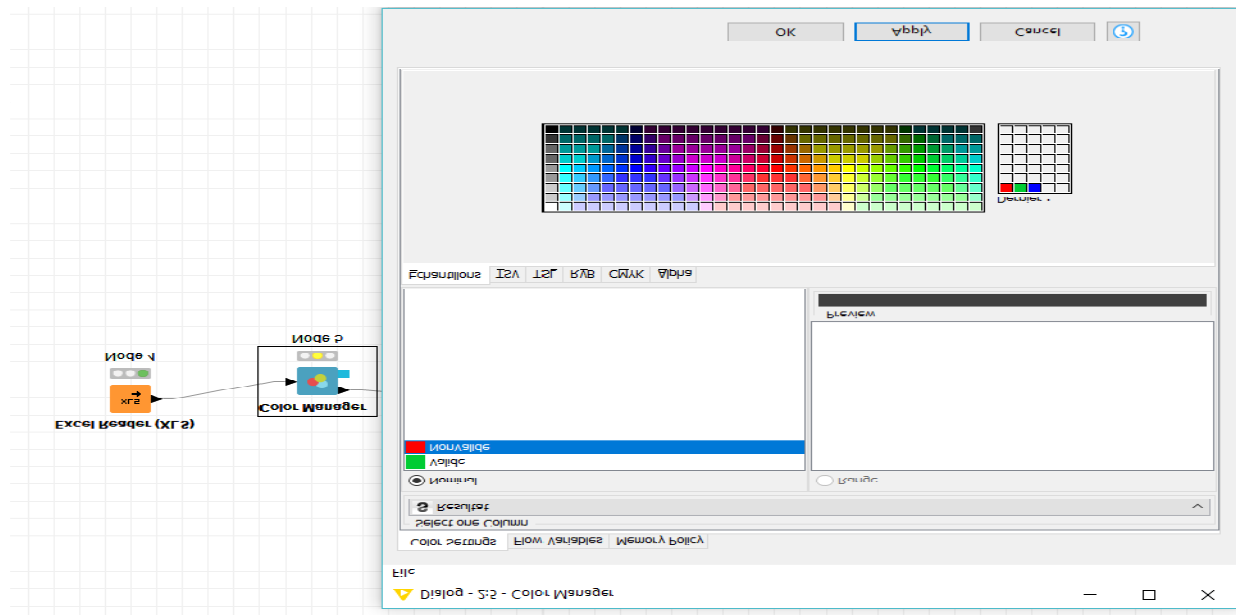 Dialog - 2:5 - Color Manager
File
Color Settings Flow Variables Memory Policy
Select one Column
S Resultat
Nominal
Range
Valide
NonValide
Preview
Echantillons TSV TSL RVB CMYK Alpha
Dernier :
OK Apply Cancel ?
Excel Reader (XLS)
XLS
Node 4
Color Manager
Node 5